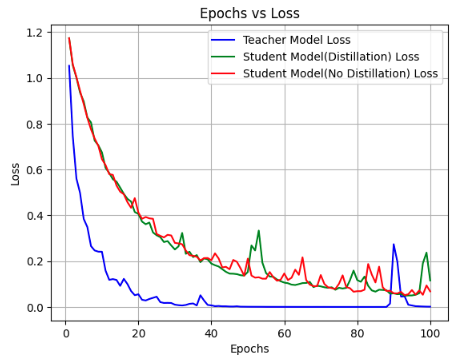 Epochs vs Loss
Teacher Model Loss
Student Model(Distillation) Loss
Student Model(No Distillation) Loss
1.2
1.0
0.8
0.6
0.4
0.2
0.0
Loss
0 20 40 60 80 100
Epochs